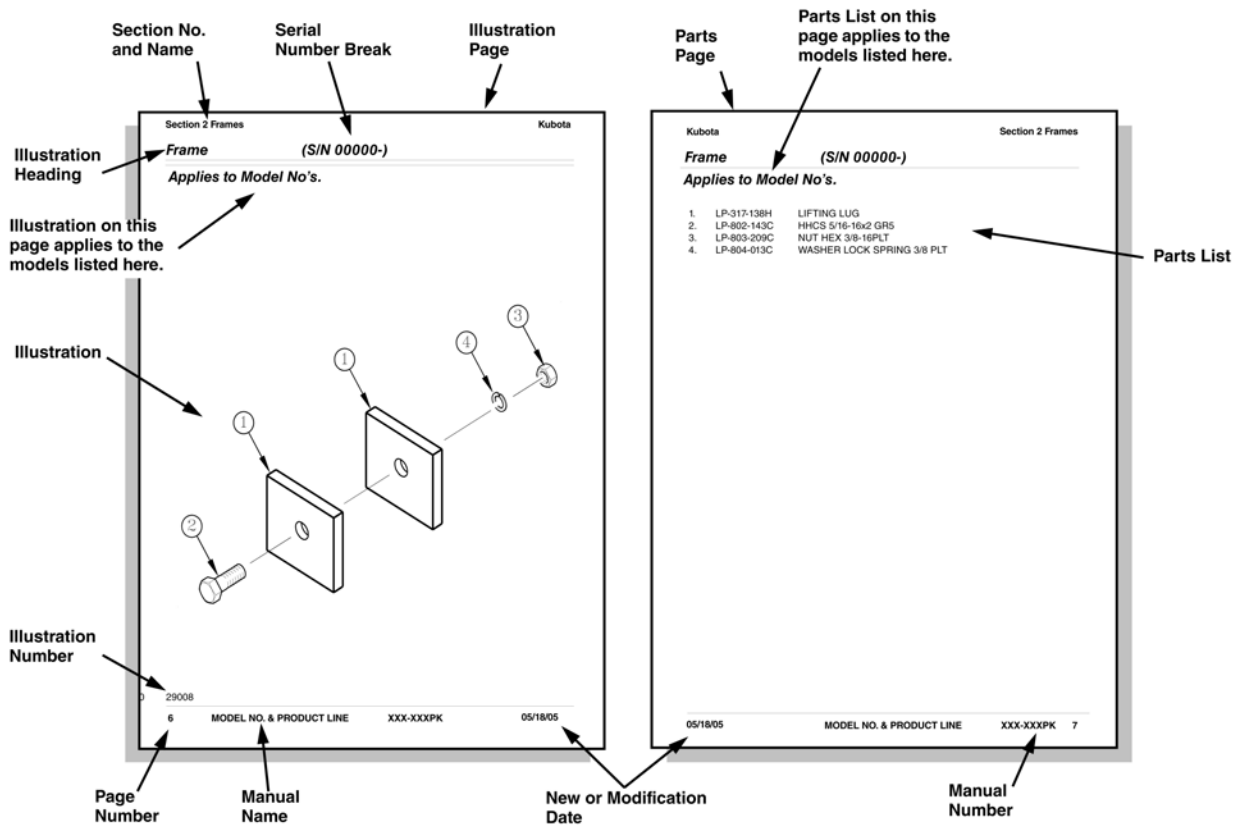 Section No.
and Name
Serial
Number Break
Illustration
Page
Parts
Page
Parts List on this
page applies to the
models listed here.
Section 2 Frames
Kubota
Illustration
Heading
Frame (S/N 00000-)
Applies to Model No's.
Illustration on this
page applies to the
models listed here.
Illustration
1
1
2
3
4
Illustration
Number
29008
6 MODEL NO. & PRODUCT LINE XXX-XXXPK 05/18/05
Kubota
Section 2 Frames
Frame (S/N 00000-)
Applies to Model No's.
1. LP-317-138H LIFTING LUG
2. LP-802-143C HHCS 5/16-16x2 GR5
3. LP-803-209C NUT HEX 3/8-16PLT
4. LP-804-013C WASHER LOCK SPRING 3/8 PLT
Parts List
05/18/05 MODEL NO. & PRODUCT LINE XXX-XXXPK 7
Page
Number
Manual
Name
New or Modification
Date
Manual
Number